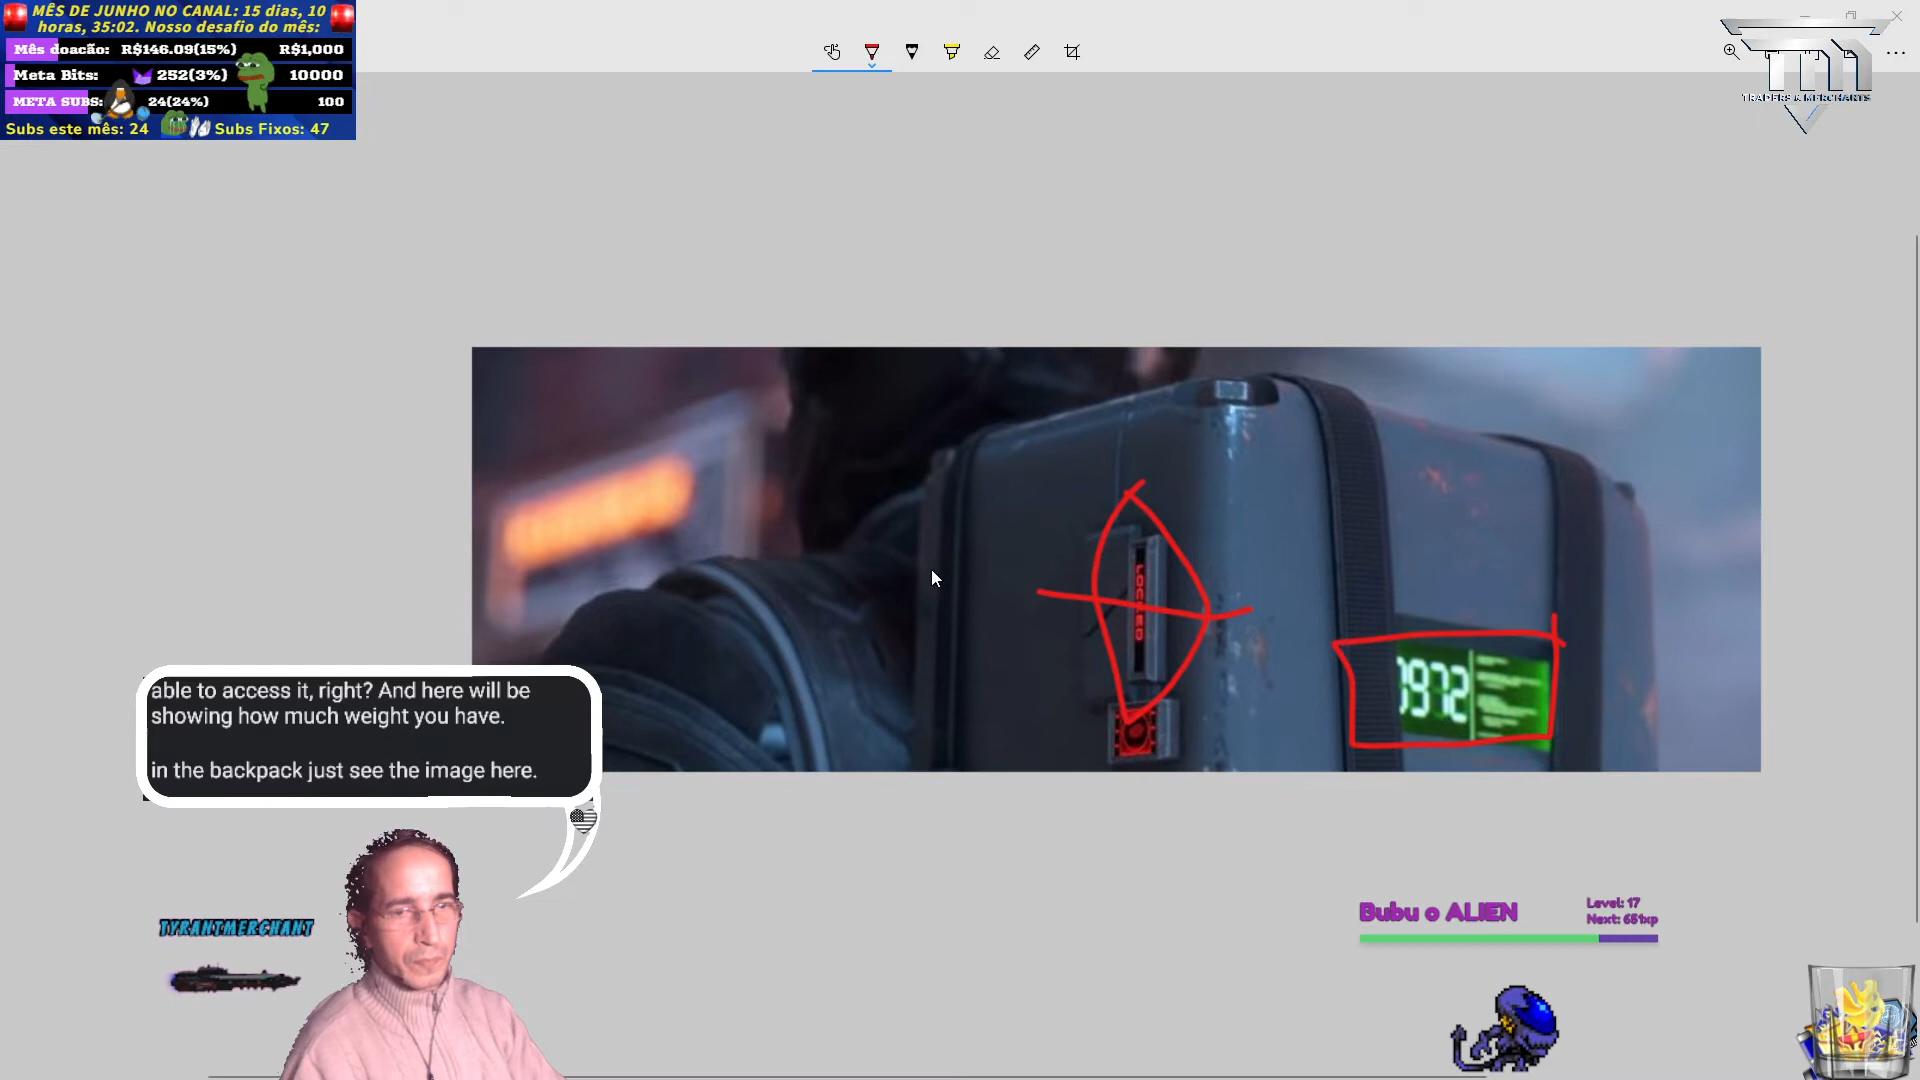 MÊS DE JUNHO NO CANAL: 15 dias, 10
horas, 35:02. Nosso desafio do mês:
Mês doacão: R$146.09(15%) R$1,000
Meta Bits: 252(3%) 10000
META SUBS: 24(24%) 100
Subs este mês: 24 Subs Fixos: 47
TRADERS & MERCHANTS
LOCKED
0972
able to access it, right? And here will be
showing how much weight you have.
in the backpack just see the image here.
TYRANTMERCHANT
Bubu o ALIEN
Level: 17
Next: 651xp